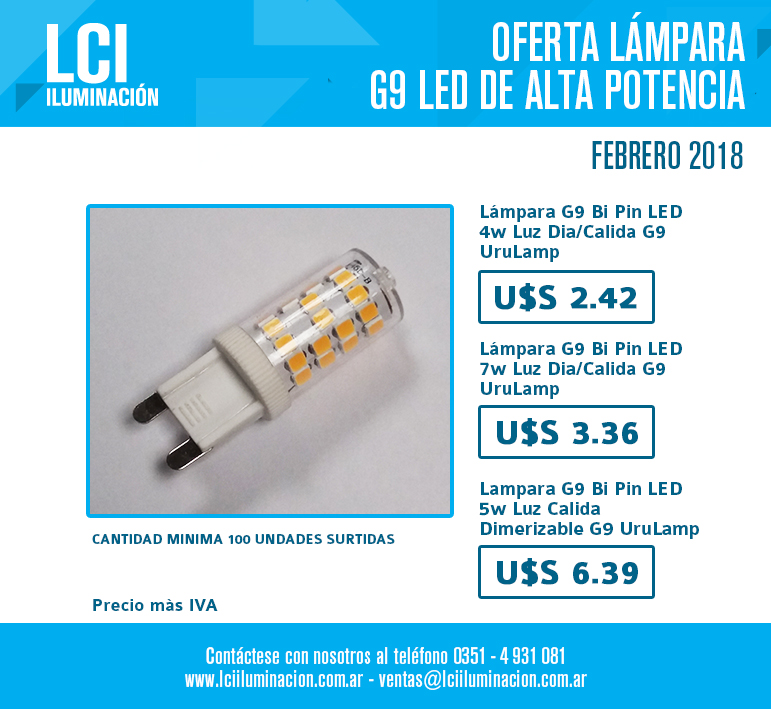 LCI
ILUMINACIÓN
OFERTA LÁMPARA
G9 LED DE ALTA POTENCIA
FEBRERO 2018
Lámpara G9 Bi Pin LED
4w Luz Dia/Calida G9
UruLamp
U$S 2.42
Lámpara G9 Bi Pin LED
7w Luz Dia/Calida G9
UruLamp
U$S 3.36
Lampara G9 Bi Pin LED
5w Luz Calida
Dimerizable G9 UruLamp
U$S 6.39
CANTIDAD MINIMA 100 UNDADES SURTIDAS
Precio màs IVA
Contáctese con nosotros al teléfono 0351 - 4 931 081
www.lciiluminacion.com.ar - ventas@lciiluminacion.com.ar